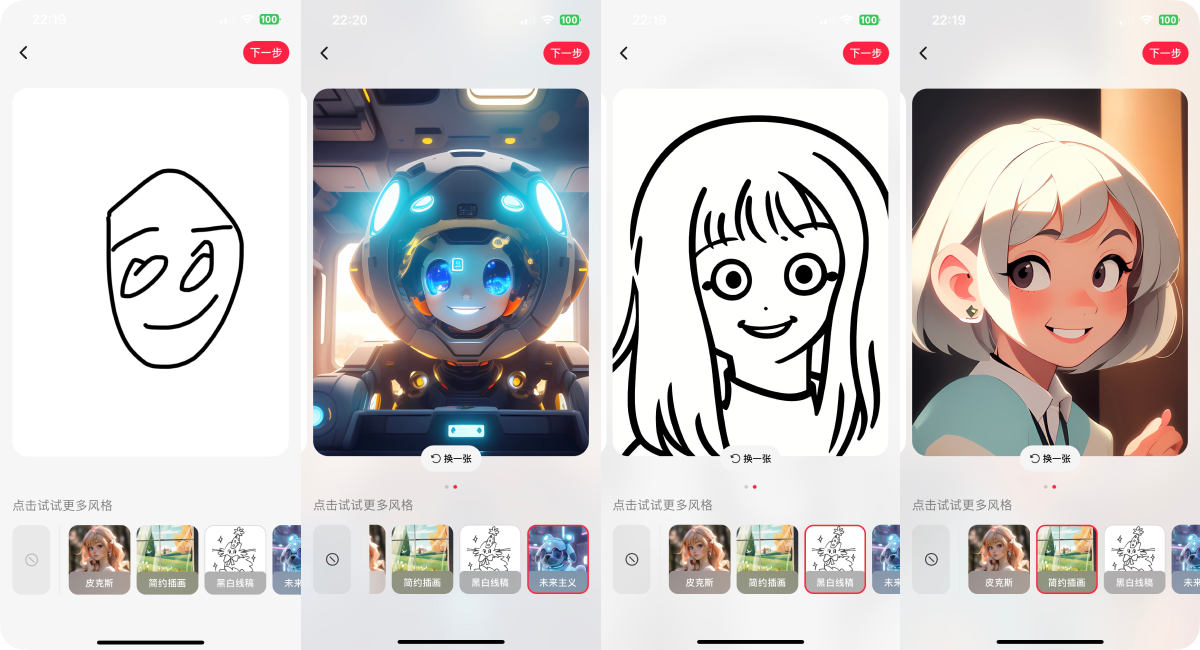 22:19
100
下一步
点击试试更多风格
皮克斯
简约插画
黑白线稿
未来
22:20
100
下一步
换一张
点击试试更多风格
简约插画
黑白线稿
未来主义
22:19
100
下一步
换一张
点击试试更多风格
皮克斯
简约插画
黑白线稿
未来
22:19
100
下一步
换一张
点击试试更多风格
皮克斯
简约插画
黑白线稿
未来